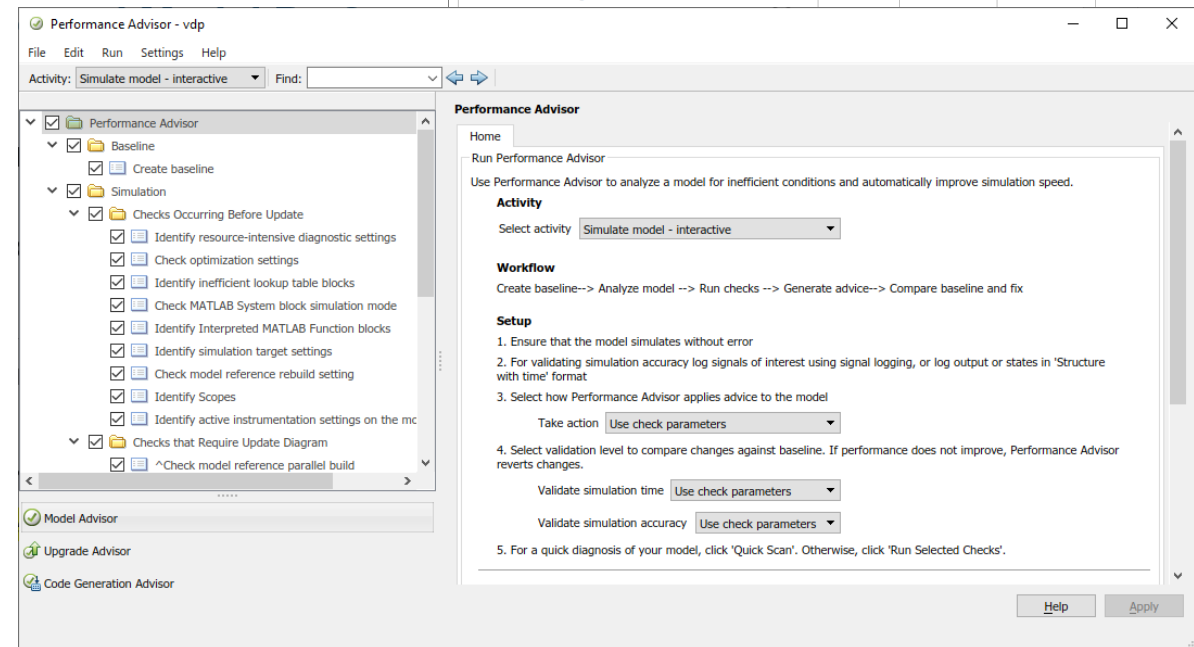 Performance Advisor - vdp
File Edit Run Settings Help
Activity: Simulate model - interactive Find:
Performance Advisor
Baseline
Create baseline
Simulation
Checks Occurring Before Update
Identify resource-intensive diagnostic settings
Check optimization settings
Identify inefficient lookup table blocks
Check MATLAB System block simulation mode
Identify Interpreted MATLAB Function blocks
Identify simulation target settings
Check model reference rebuild setting
Identify Scopes
Identify active instrumentation settings on the mc
Checks that Require Update Diagram
^Check model reference parallel build
Model Advisor
Upgrade Advisor
Code Generation Advisor
Performance Advisor
Home
Run Performance Advisor
Use Performance Advisor to analyze a model for inefficient conditions and automatically improve simulation speed.
Activity
Select activity Simulate model - interactive
Workflow
Create baseline--> Analyze model --> Run checks --> Generate advice--> Compare baseline and fix
Setup
1. Ensure that the model simulates without error
2. For validating simulation accuracy log signals of interest using signal logging, or log output or states in 'Structure
with time' format
3. Select how Performance Advisor applies advice to the model
Take action Use check parameters
4. Select validation level to compare changes against baseline. If performance does not improve, Performance Advisor
reverts changes.
Validate simulation time Use check parameters
Validate simulation accuracy Use check parameters
5. For a quick diagnosis of your model, click 'Quick Scan'. Otherwise, click 'Run Selected Checks'.
Help Apply